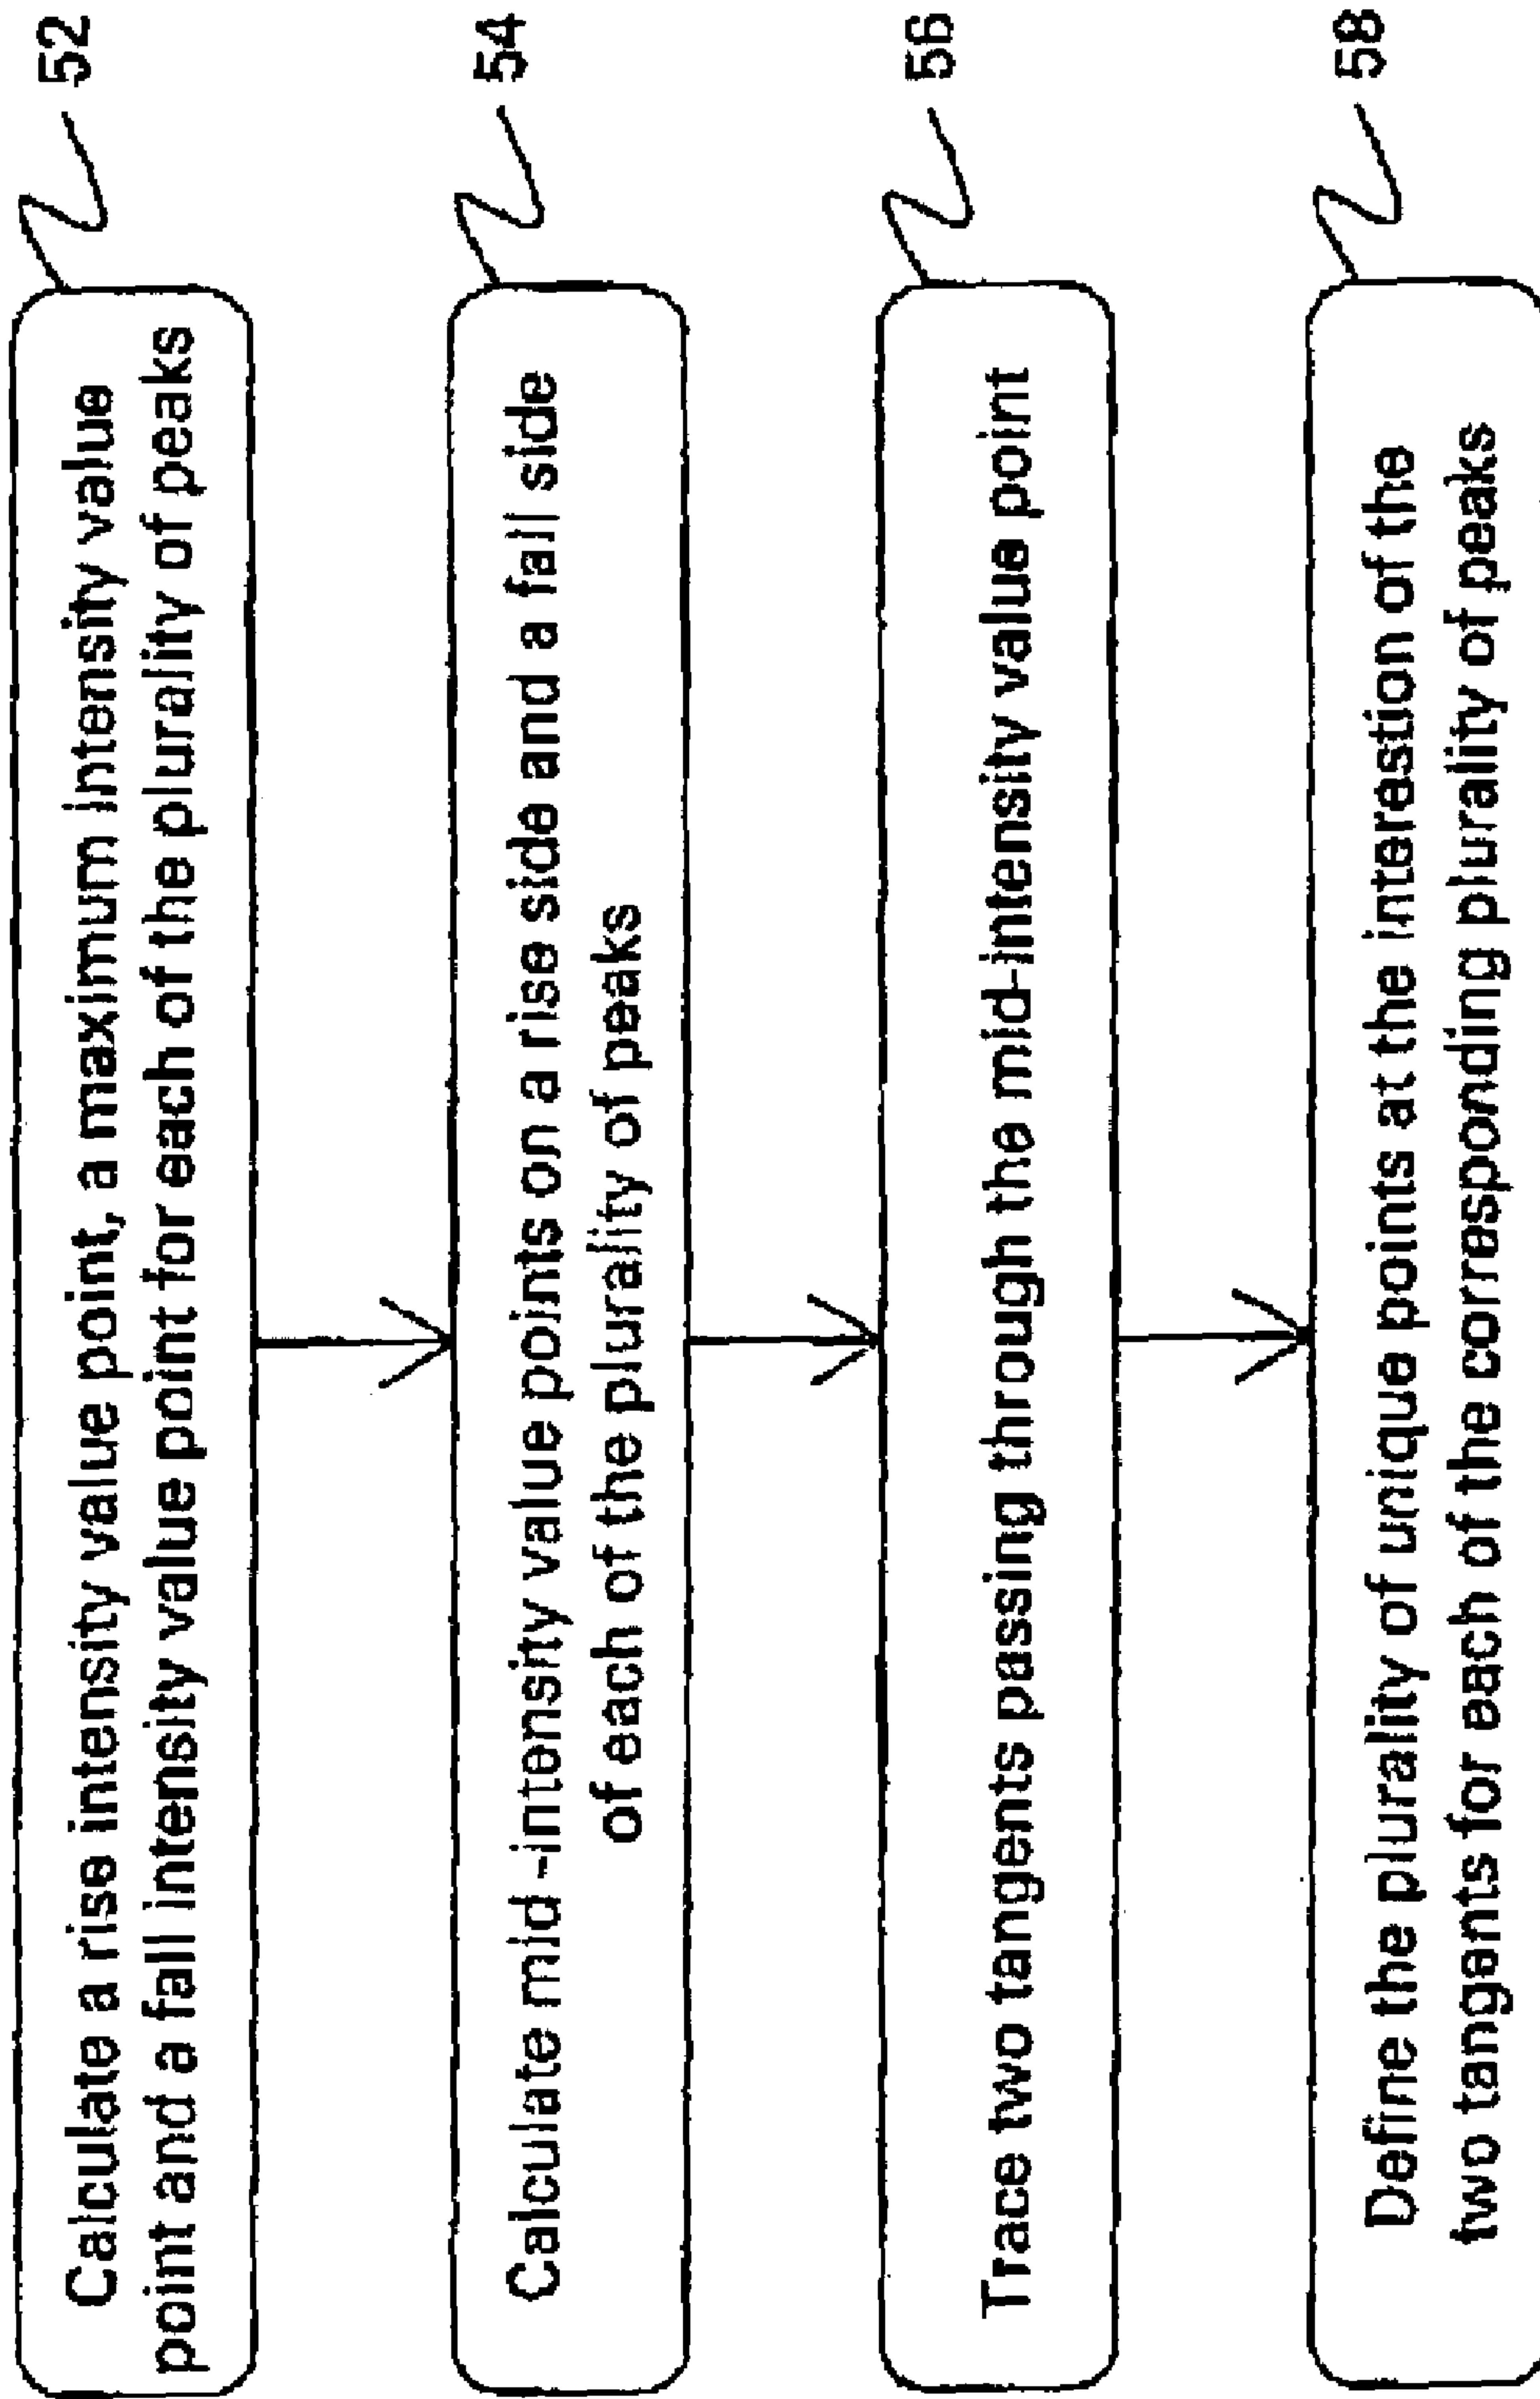 Calculate a rise intensity value point, a maximum intensity value
point and a fall intensity value point for each of the plurality of peaks
52
Calculate mid-intensity value points on a rise side and a fall side
of each of the plurality of peaks
54
Trace two tangents passing through the mid-intensity value point
56
Define the plurality of unique points at the interestion of the
two tangents for each of the corresponding plurality of peaks
58